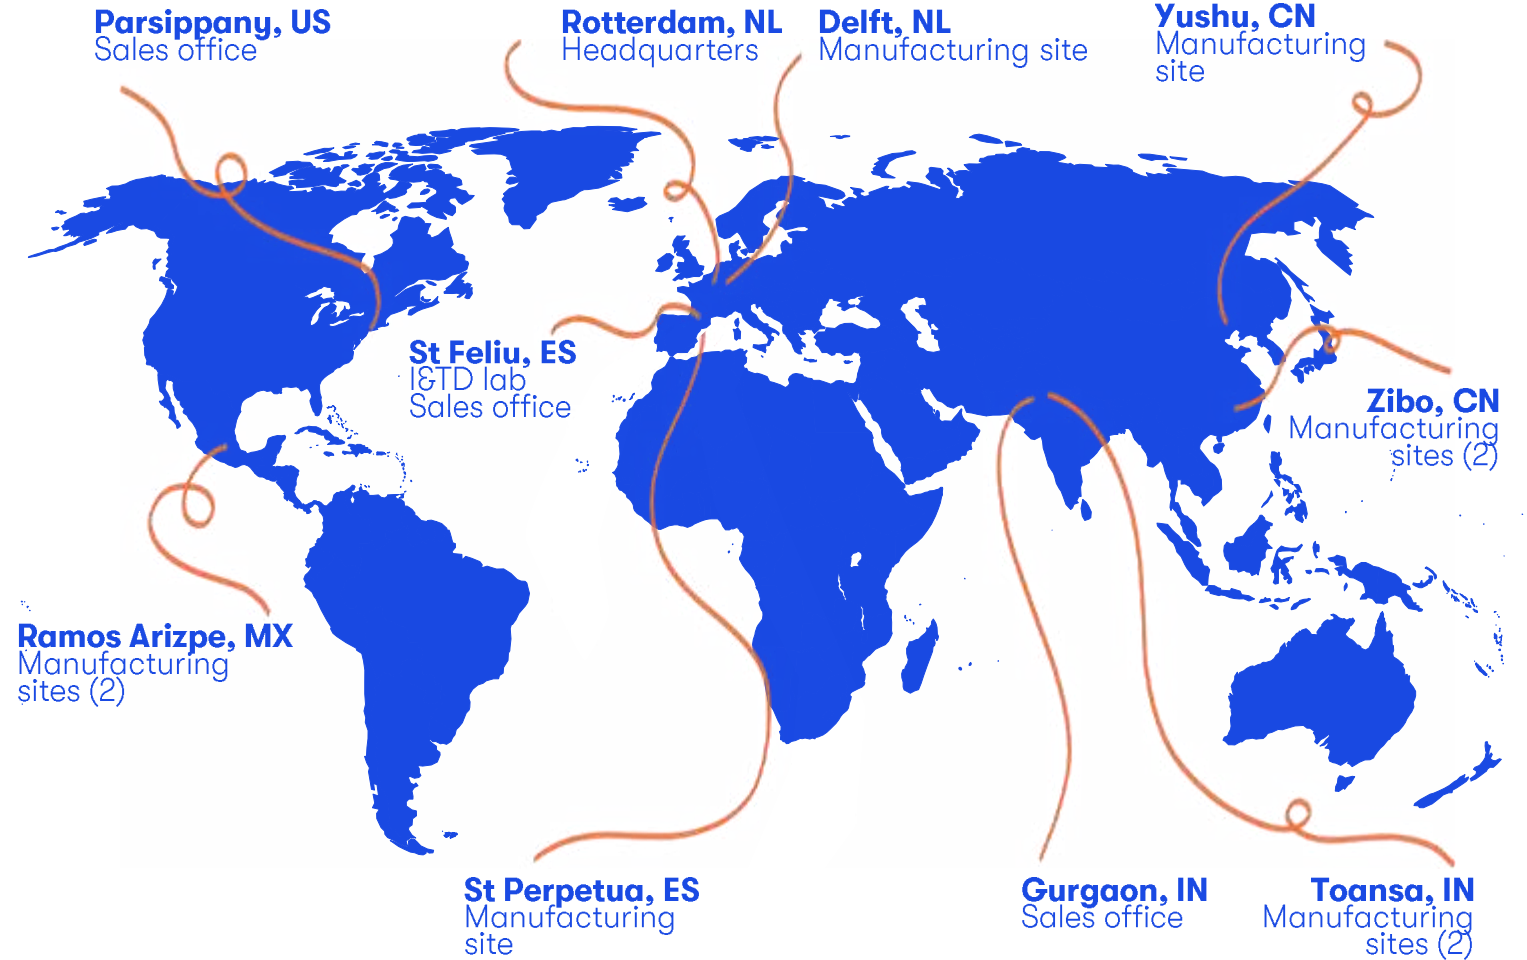 Parsippany, US
Sales office
Rotterdam, NL
Headquarters
Delft, NL
Manufacturing site
Yushu, CN
Manufacturing
site
St Feliu, ES
I&TD lab
Sales office
Zibo, CN
Manufacturing
sites (2)
Ramos Arizpe, MX
Manufacturing
sites (2)
St Perpetua, ES
Manufacturing
site
Gurgaon, IN
Sales office
Toansa, IN
Manufacturing
sites (2)